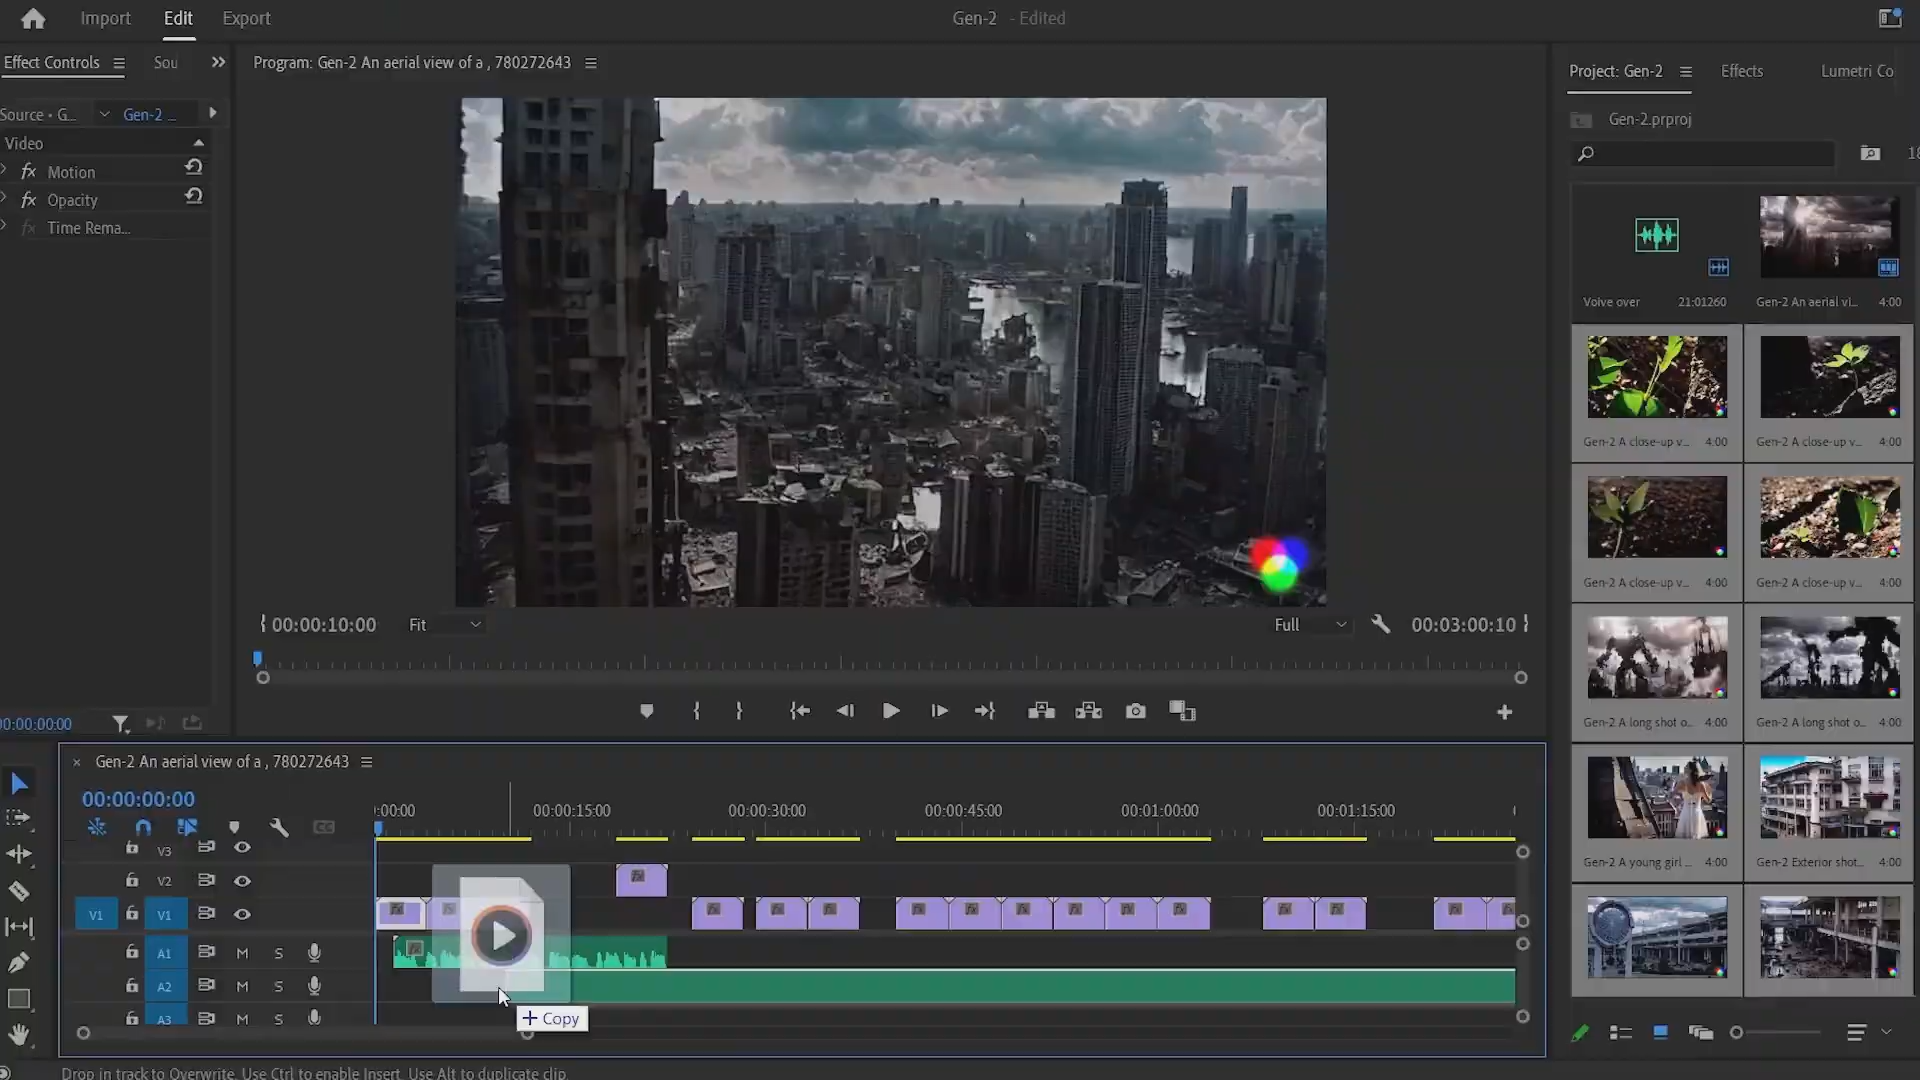 Import
Edit
Export
Gen-2 - Edited
Effect Controls
Sou
Program: Gen-2 An aerial view of a , 780272643
Project: Gen-2
Effects
Lumetri Co
Source • G...
Gen-2 ...
Gen-2.prproj
Video
fx Motion
fx Opacity
fx Time Rema...
18
Voive over 21:01260
Gen-2 An aerial vi... 4:00
Gen-2 A close-up v... 4:00
Gen-2 A close-up v... 4:00
Gen-2 A close-up v... 4:00
Gen-2 A close-up v... 4:00
Gen-2 A long shot o... 4:00
Gen-2 A long shot o... 4:00
Gen-2 A young girl ... 4:00
Gen-2 Exterior shot... 4:00
00:00:10:00
Fit
Full
00:03:00:10
00:00:00:00
Gen-2 An aerial view of a , 780272643
00:00:00:00
:00:00
00:00:15:00
00:00:30:00
00:00:45:00
00:01:00:00
00:01:15:00
V3
V2
V1 V1
A1 M S
A2 M S
A3 M S
+ Copy
Drop in track to Overwrite. Use Ctrl to enable Insert. Use Alt to duplicate clip.